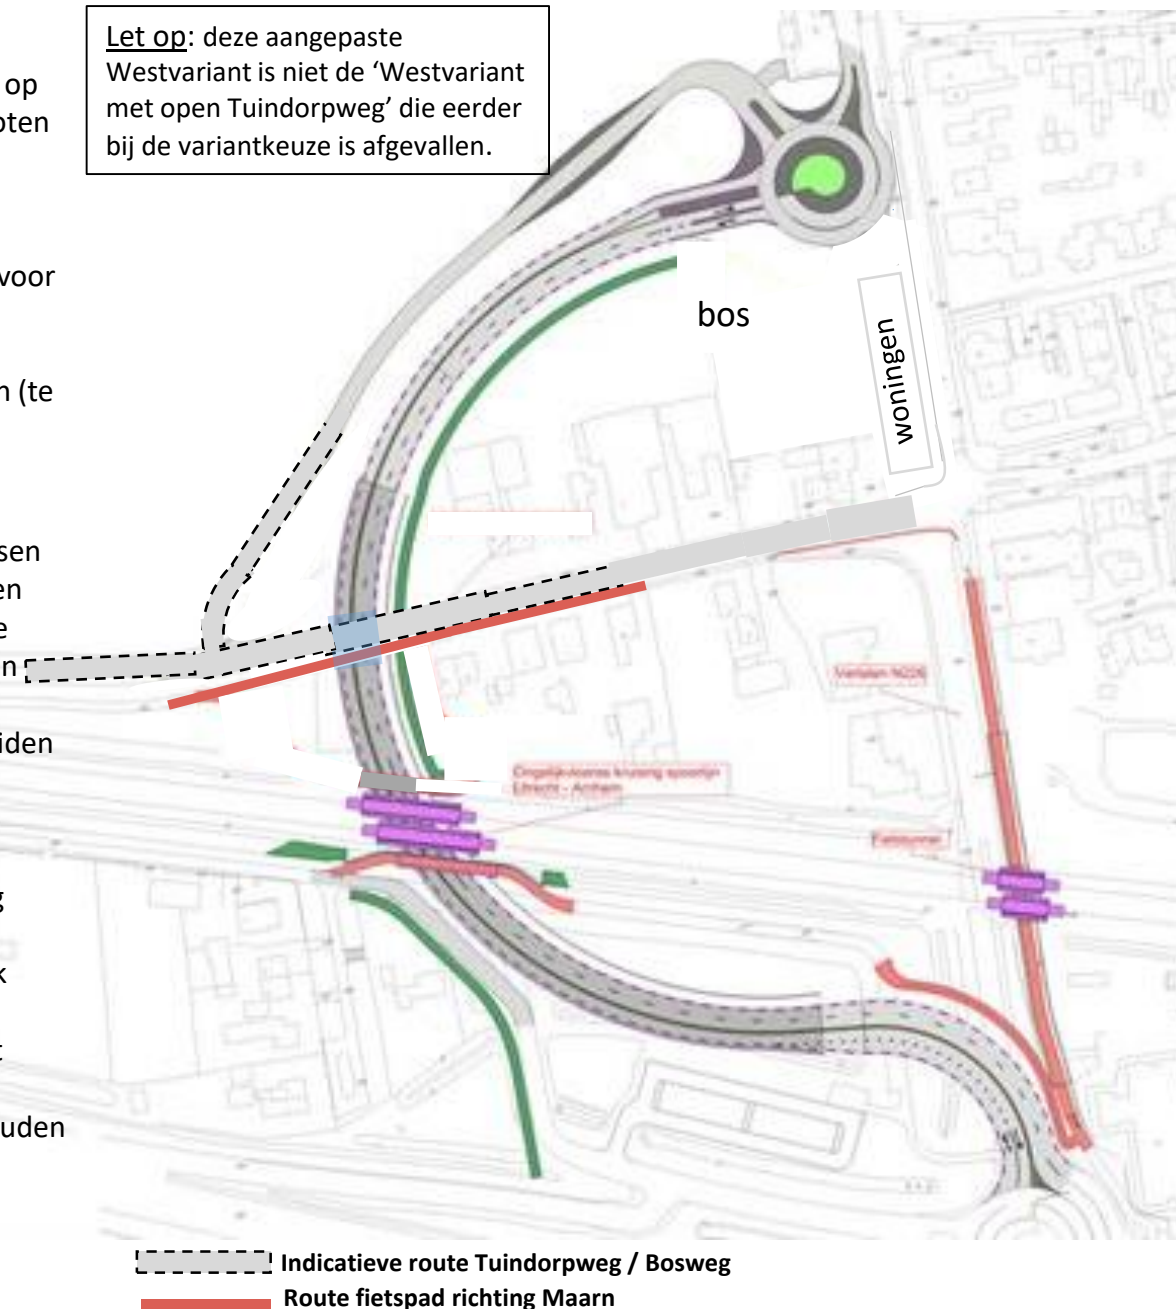 Let op: deze aangepaste
Westvariant is niet de ‘Westvariant
met open Tuindorpweg’ die eerder
bij de variantkeuze is afgevallen.
op
oten
voor
n (te
sen
en
e
n
iden
g
k
t
uden
bos
woningen
Verlaten N226
Ongelijkvloerse kruising spoorlijn
Utrecht - Arnhem
Fietstunnel
Indicatieve route Tuindorpweg / Bosweg
Route fietspad richting Maarn